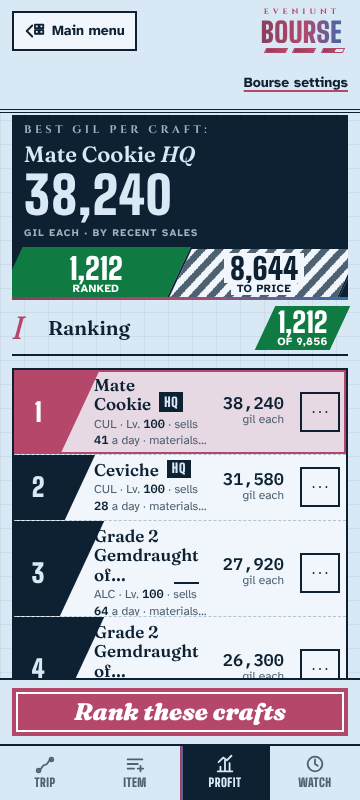 Main menu
EVENIUNT
BOURSE
Bourse settings
BEST GIL PER CRAFT:
Mate Cookie HQ
38,240
GIL EACH · BY RECENT SALES
1,212
RANKED
8,644
TO PRICE
I Ranking
1,212
OF 9,856
1
Mate
Cookie HQ
CUL · Lv. 100 · sells
41 a day · materials...
38,240
gil each
...
2
Ceviche HQ
CUL · Lv. 100 · sells
28 a day · materials...
31,580
gil each
...
3
Grade 2
Gemdraught
of...
ALC · Lv. 100 · sells
64 a day · materials...
27,920
gil each
...
4
Grade 2
Gemdraught
of...
26,300
gil each
...
Rank these crafts
TRIP
ITEM
PROFIT
WATCH